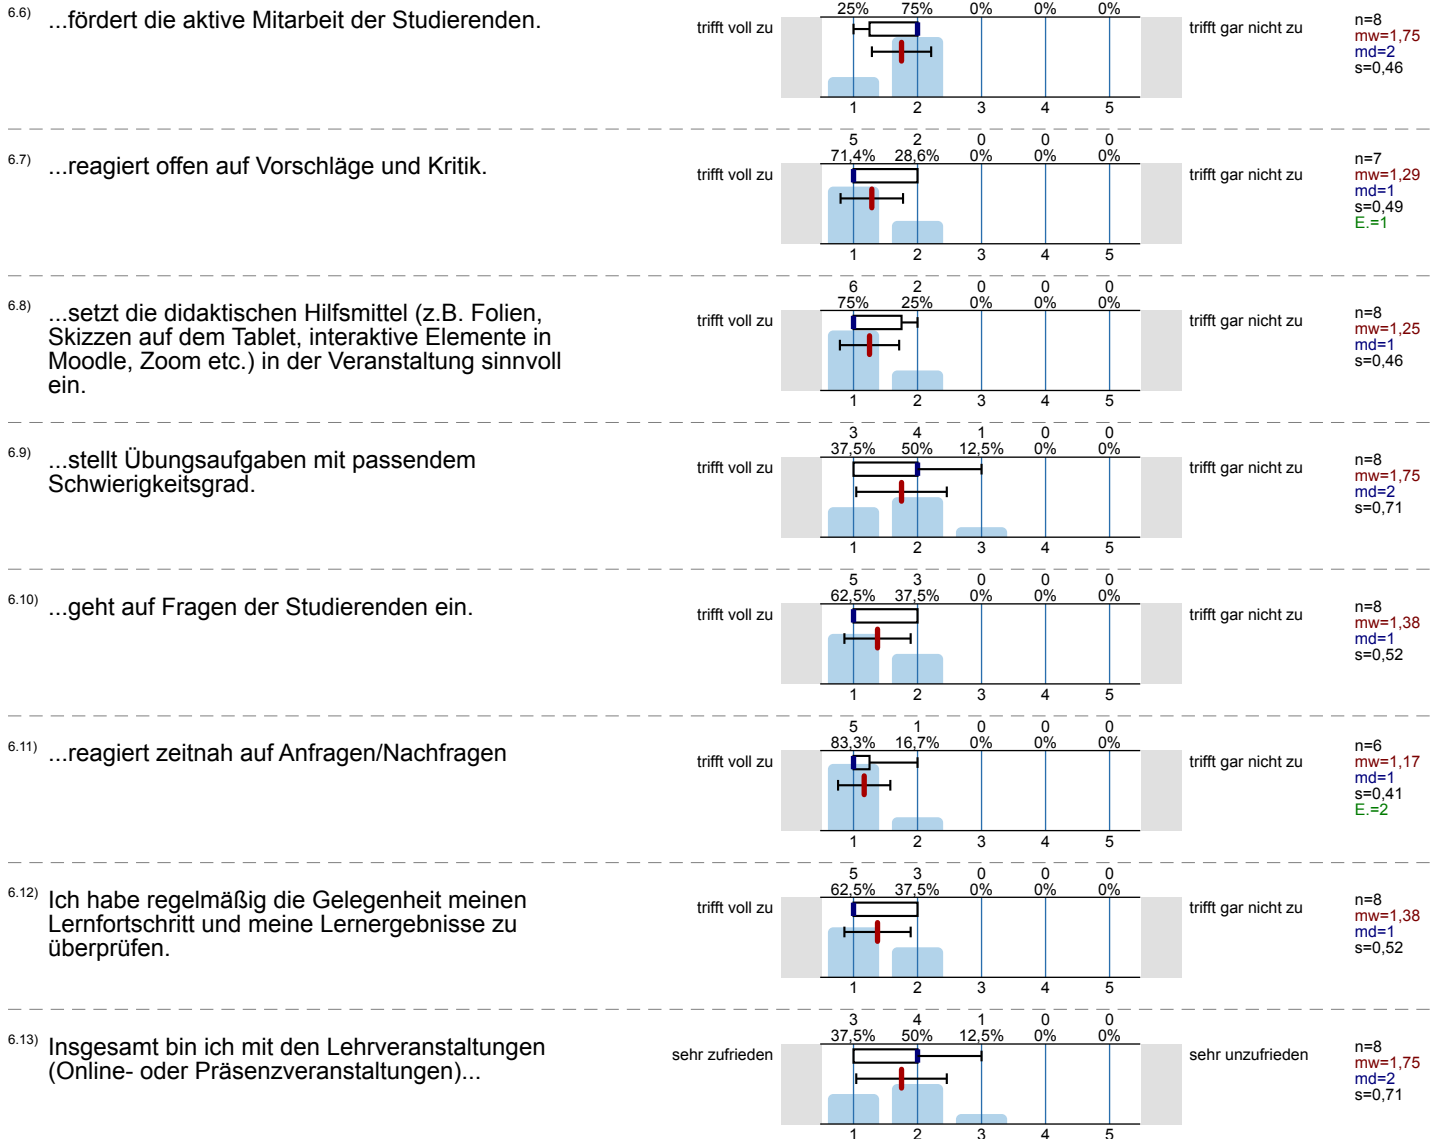 6.6) ...fördert die aktive Mitarbeit der Studierenden.
25% 75% 0% 0% 0%
trifft voll zu
trifft gar nicht zu
n=8
mw=1,75
md=2
s=0,46
1 2 3 4 5
6.7) ...reagiert offen auf Vorschläge und Kritik.
5 2 0 0 0
71,4% 28,6% 0% 0% 0%
trifft voll zu
trifft gar nicht zu
n=7
mw=1,29
md=1
s=0,49
E.=1
1 2 3 4 5
6.8) ...setzt die didaktischen Hilfsmittel (z.B. Folien,
Skizzen auf dem Tablet, interaktive Elemente in
Moodle, Zoom etc.) in der Veranstaltung sinnvoll
ein.
6 2 0 0 0
75% 25% 0% 0% 0%
trifft voll zu
trifft gar nicht zu
n=8
mw=1,25
md=1
s=0,46
1 2 3 4 5
6.9) ...stellt Übungsaufgaben mit passendem
Schwierigkeitsgrad.
3 4 1 0 0
37,5% 50% 12,5% 0% 0%
trifft voll zu
trifft gar nicht zu
n=8
mw=1,75
md=2
s=0,71
1 2 3 4 5
6.10) ...geht auf Fragen der Studierenden ein.
5 3 0 0 0
62,5% 37,5% 0% 0% 0%
trifft voll zu
trifft gar nicht zu
n=8
mw=1,38
md=1
s=0,52
1 2 3 4 5
6.11) ...reagiert zeitnah auf Anfragen/Nachfragen
5 1 0 0 0
83,3% 16,7% 0% 0% 0%
trifft voll zu
trifft gar nicht zu
n=6
mw=1,17
md=1
s=0,41
E.=2
1 2 3 4 5
6.12) Ich habe regelmäßig die Gelegenheit meinen
Lernfortschritt und meine Lernergebnisse zu
überprüfen.
5 3 0 0 0
62,5% 37,5% 0% 0% 0%
trifft voll zu
trifft gar nicht zu
n=8
mw=1,38
md=1
s=0,52
1 2 3 4 5
6.13) Insgesamt bin ich mit den Lehrveranstaltungen
(Online- oder Präsenzveranstaltungen)...
3 4 1 0 0
37,5% 50% 12,5% 0% 0%
sehr zufrieden
sehr unzufrieden
n=8
mw=1,75
md=2
s=0,71
1 2 3 4 5